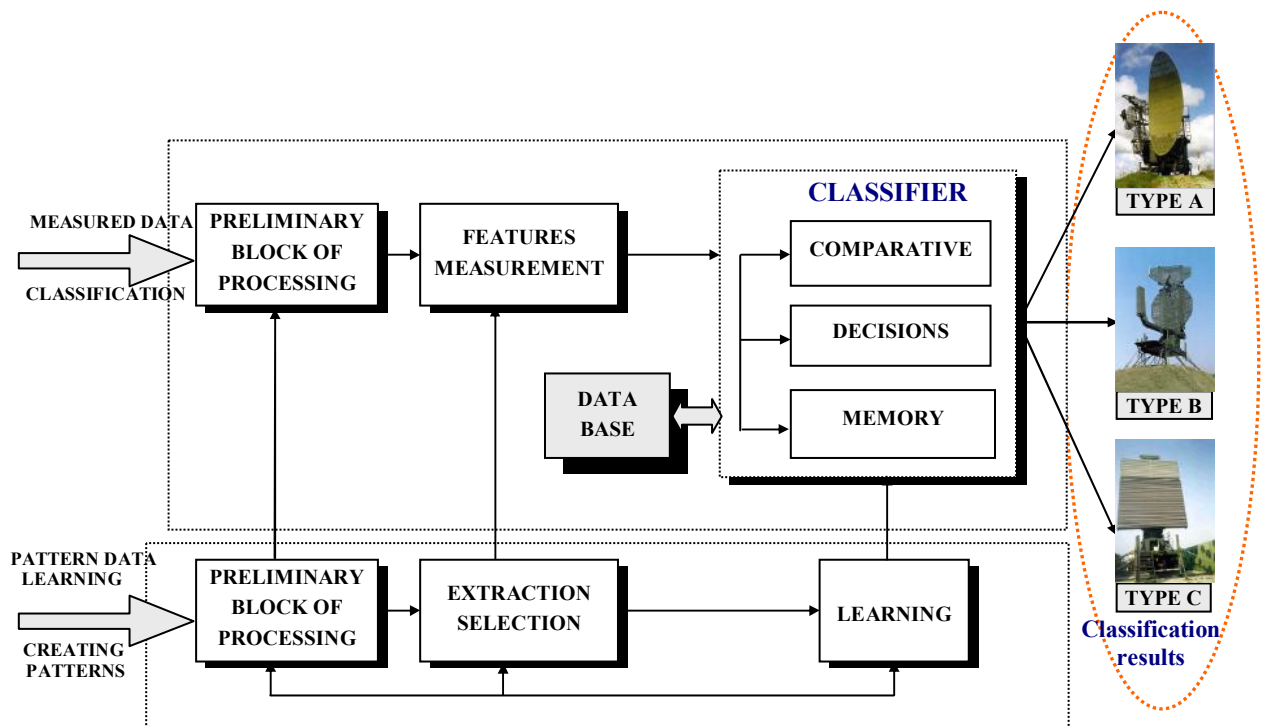 MEASURED DATA
CLASSIFICATION
PRELIMINARY
BLOCK OF
PROCESSING
FEATURES
MEASUREMENT
CLASSIFIER
COMPARATIVE
DECISIONS
MEMORY
DATA
BASE
TYPE A
TYPE B
TYPE C
Classification
results
PATTERN DATA
LEARNING
CREATING
PATTERNS
PRELIMINARY
BLOCK OF
PROCESSING
EXTRACTION
SELECTION
LEARNING